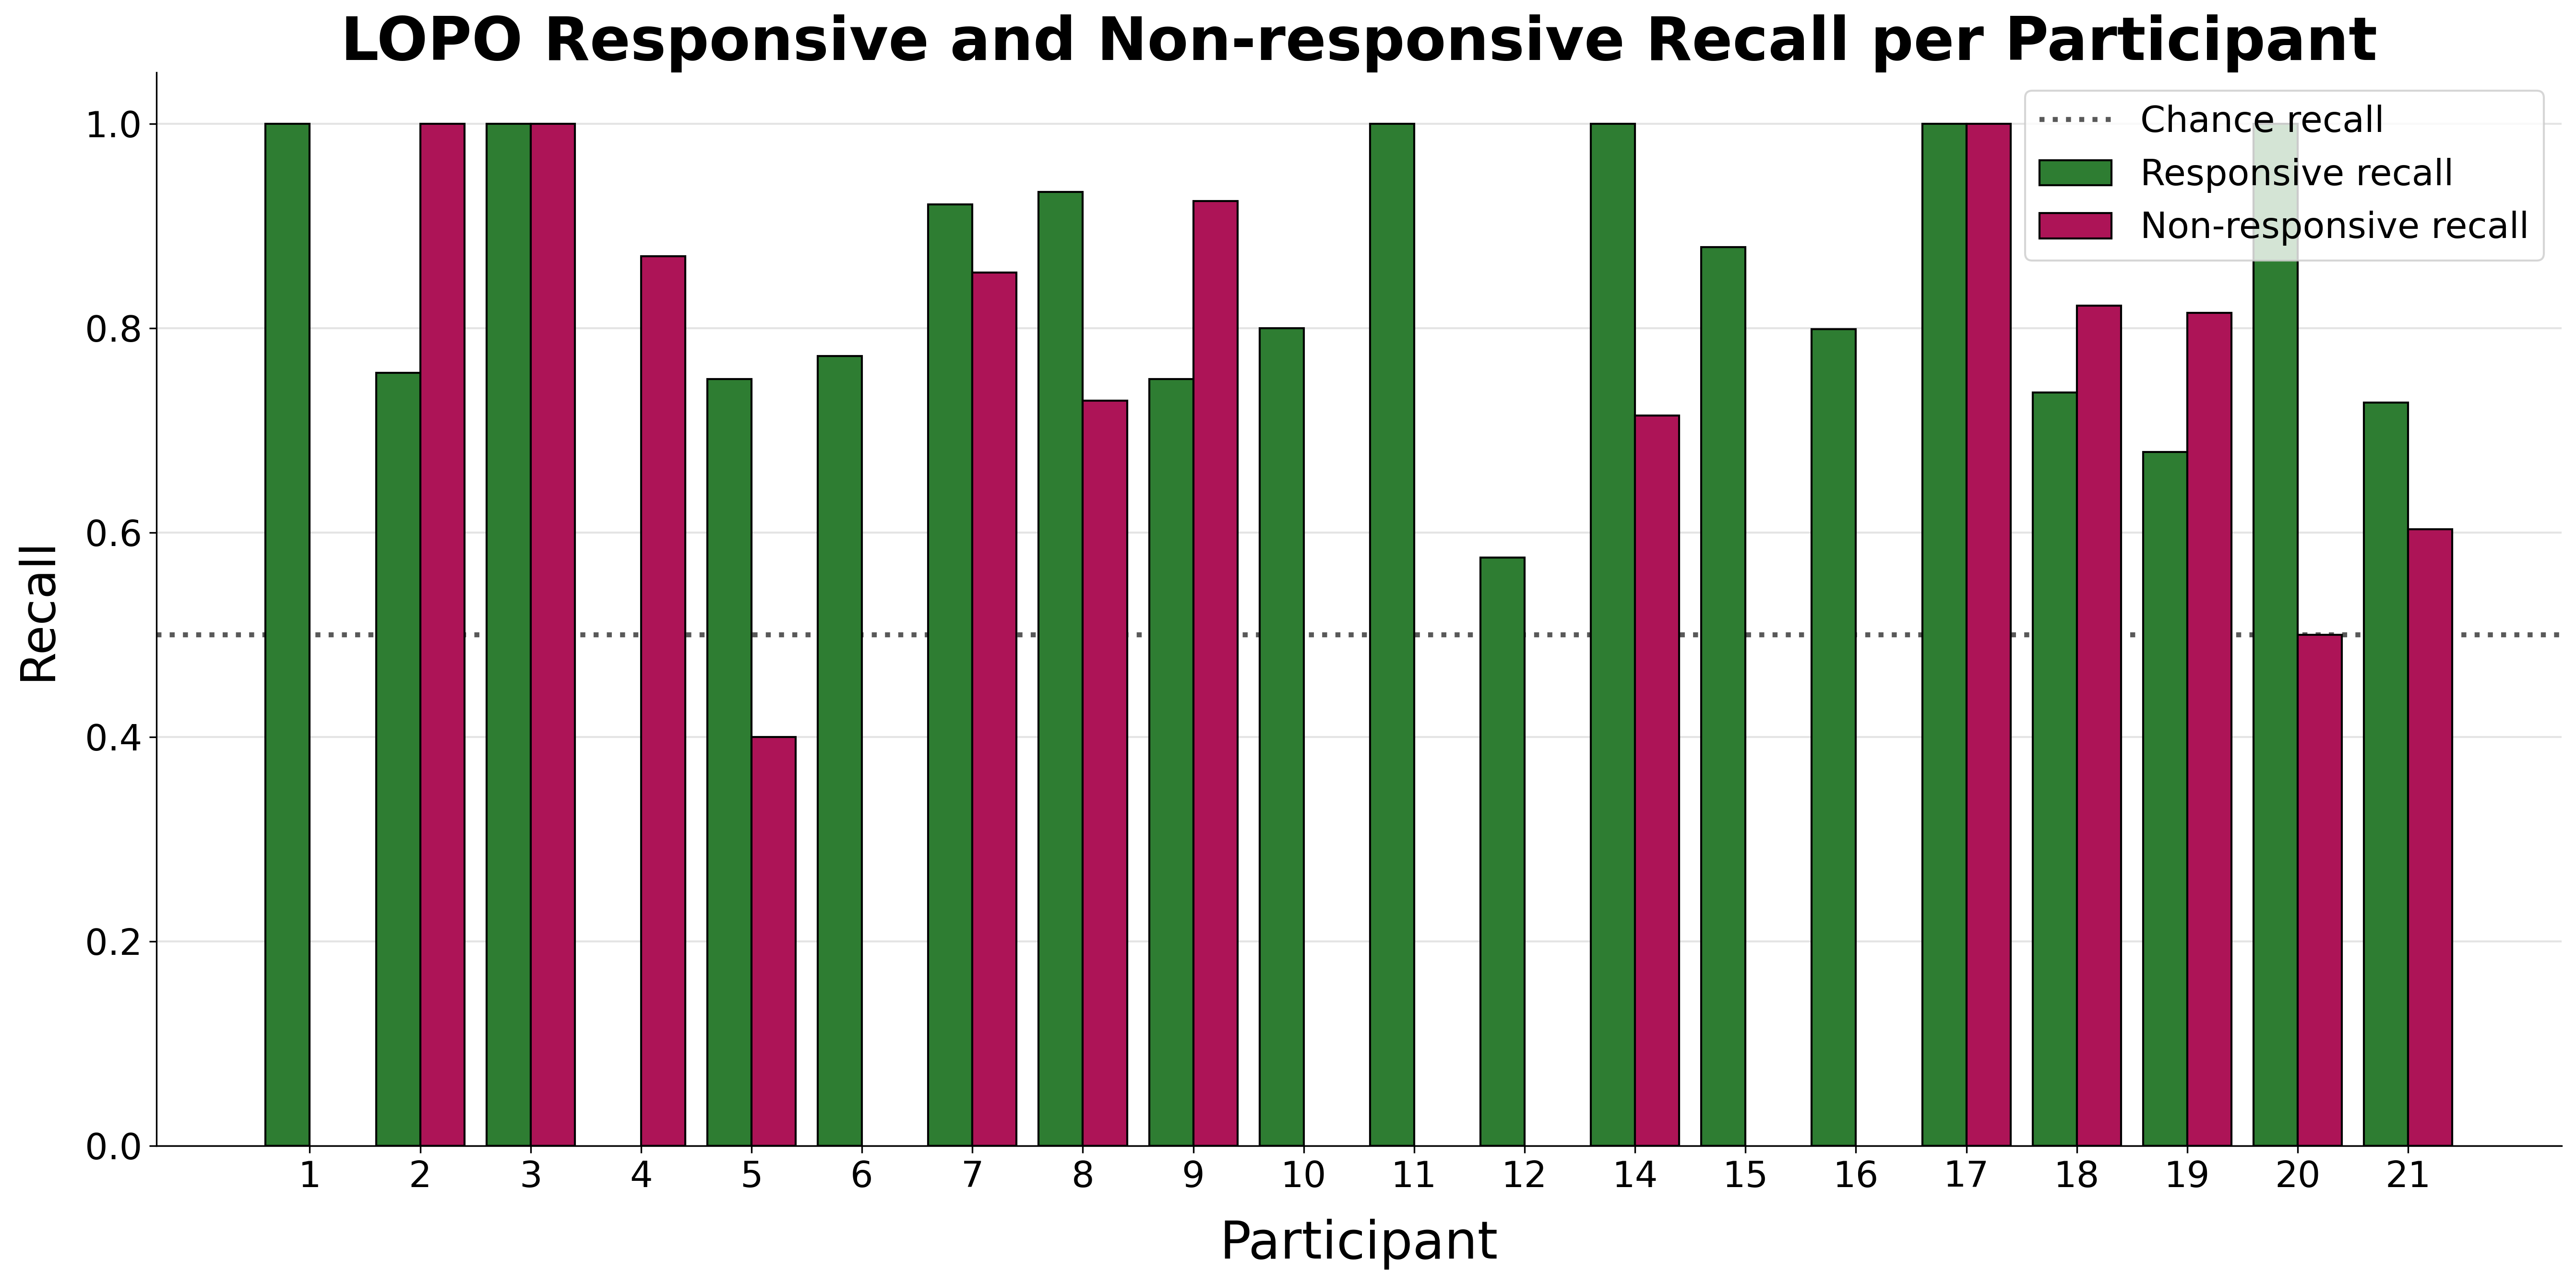 LOPO Responsive and Non-responsive Recall per Participant
Chance recall
Responsive recall
Non-responsive recall
1.0
0.8
0.6
0.4
0.2
0.0
Recall
1 2 3 4 5 6 7 8 9 10 11 12 14 15 16 17 18 19 20 21
Participant